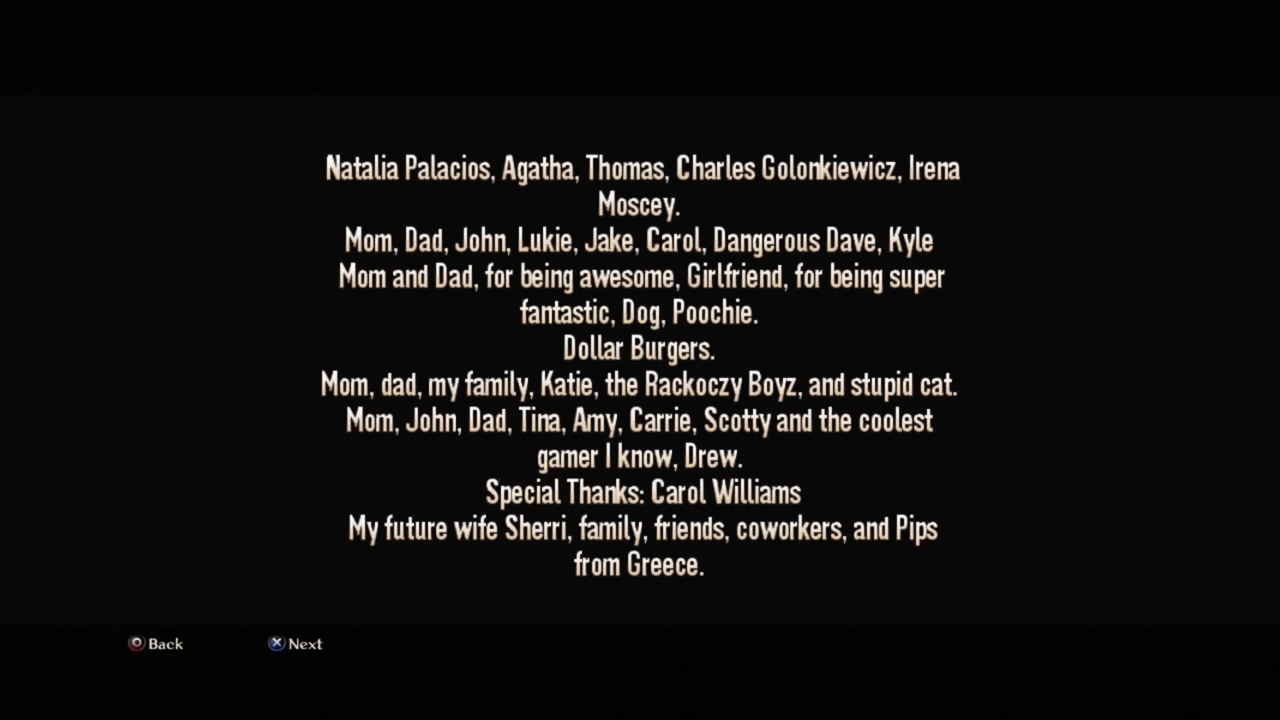 Natalia Palacios, Agatha, Thomas, Charles Golonkiewicz, Irena
Moscey.
Mom, Dad, John, Lukie, Jake, Carol, Dangerous Dave, Kyle
Mom and Dad, for being awesome, Girlfriend, for being super
fantastic, Dog, Poochie.
Dollar Burgers.
Mom, dad, my family, Katie, the Rackoczy Boyz, and stupid cat.
Mom, John, Dad, Tina, Amy, Carrie, Scotty and the coolest
gamer I know, Drew.
Special Thanks: Carol Williams
My future wife Sherri, family, friends, coworkers, and Pips
from Greece.
Back Next